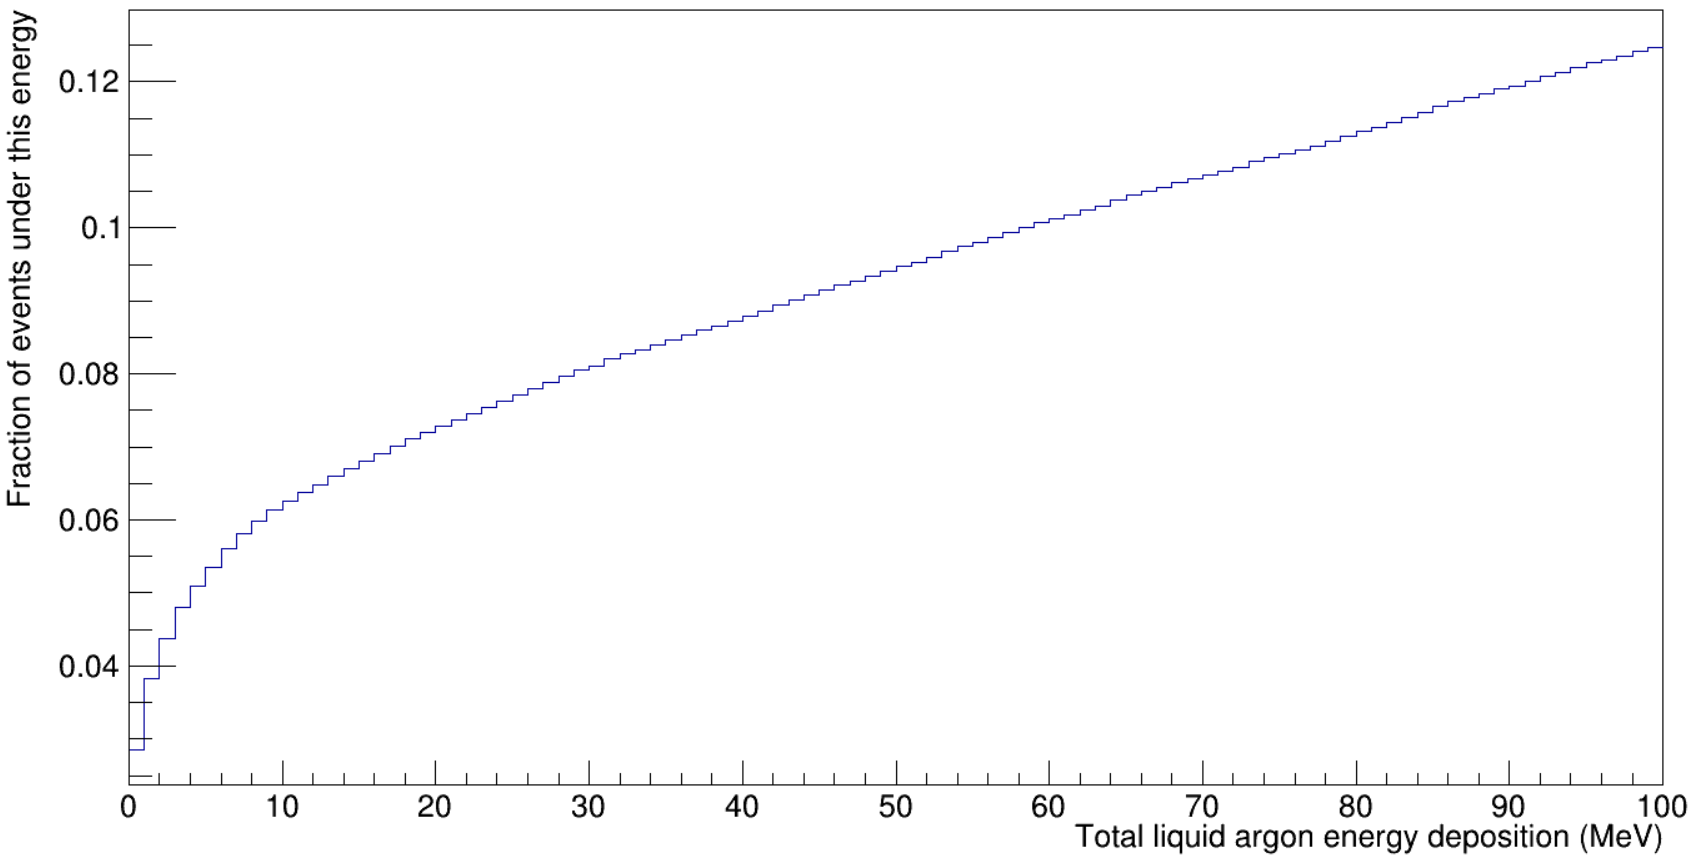 Fraction of events under this energy
0.12
0.1
0.08
0.06
0.04
0 10 20 30 40 50 60 70 80 90 100
Total liquid argon energy deposition (MeV)